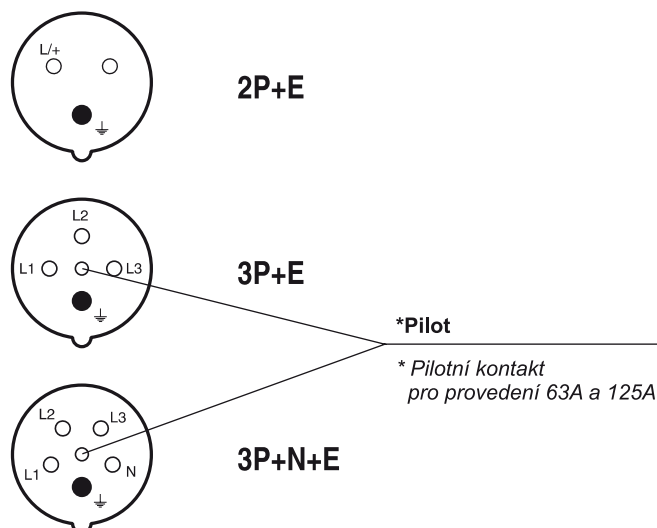 L/+
2P+E
L2
L1
L3
3P+E
*Pilot
* Pilotní kontakt
pro provedení 63A a 125A
L2
L3
L1
N
3P+N+E